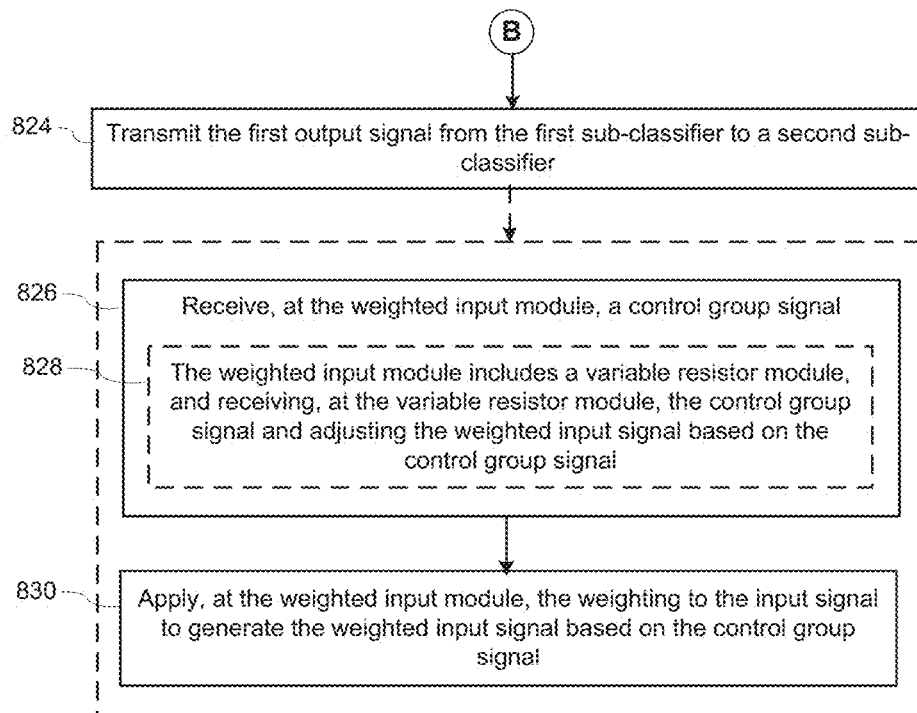 B
824
Transmit the first output signal from the first sub-classifier to a second sub-
classifier
826
Receive, at the weighted input module, a control group signal
828
The weighted input module includes a variable resistor module,
and receiving, at the variable resistor module, the control group
signal and adjusting the weighted input signal based on the
control group signal
830
Apply, at the weighted input module, the weighting to the input signal
to generate the weighted input signal based on the control group
signal